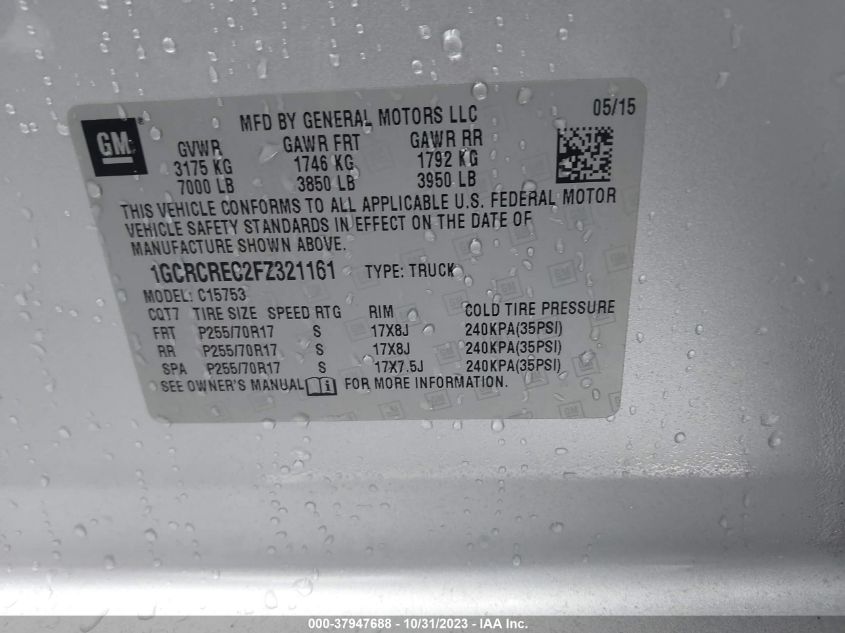 GM
MFD BY GENERAL MOTORS LLC 05/15
GVWR GAWR FRT GAWR RR
3175 KG 1746 KG 1792 KG
7000 LB 3850 LB 3950 LB
THIS VEHICLE CONFORMS TO ALL APPLICABLE U.S. FEDERAL MOTOR
VEHICLE SAFETY STANDARDS IN EFFECT ON THE DATE OF
MANUFACTURE SHOWN ABOVE.
1GCRCREC2FZ321161 TYPE: TRUCK
MODEL: C15753
CQT7 TIRE SIZE SPEED RTG RIM COLD TIRE PRESSURE
FRT P255/70R17 S 17X8J 240KPA(35PSI)
RR P255/70R17 S 17X8J 240KPA(35PSI)
SPA P255/70R17 S 17X7.5J 240KPA(35PSI)
SEE OWNER'S MANUAL i FOR MORE INFORMATION.
000-37947688 - 10/31/2023 - IAA Inc.